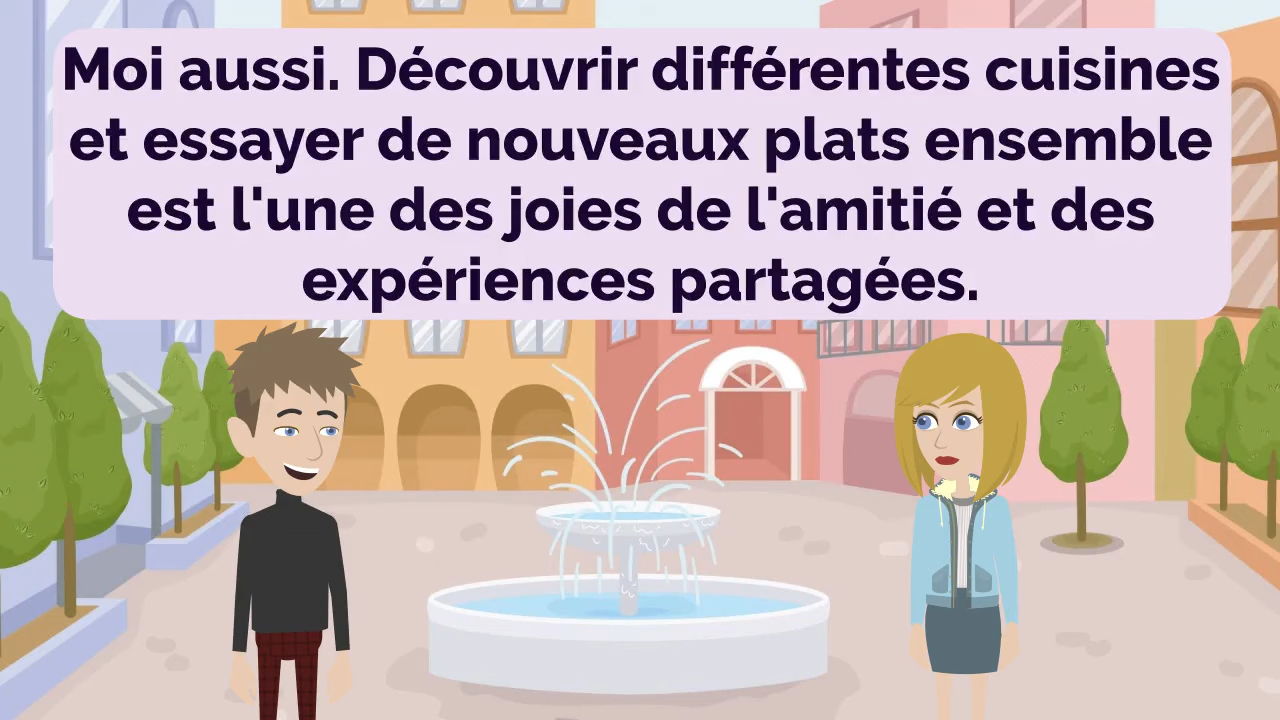 Moi aussi. Découvrir différentes cuisines
et essayer de nouveaux plats ensemble
est l'une des joies de l'amitié et des
expériences partagées.